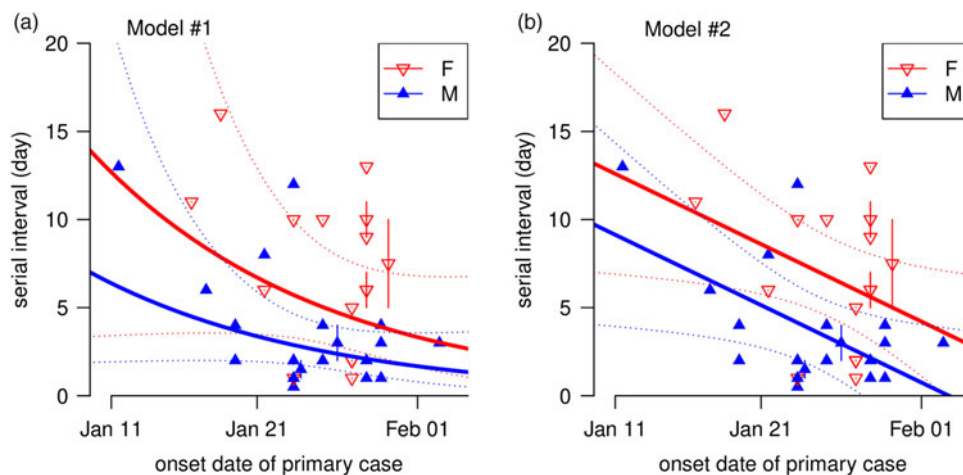 (a) Model #1
20
15
10
5
0
serial interval (day)
F
M
Jan 11 Jan 21 Feb 01
onset date of primary case
(b) Model #2
20
15
10
5
0
serial interval (day)
F
M
Jan 11 Jan 21 Feb 01
onset date of primary case